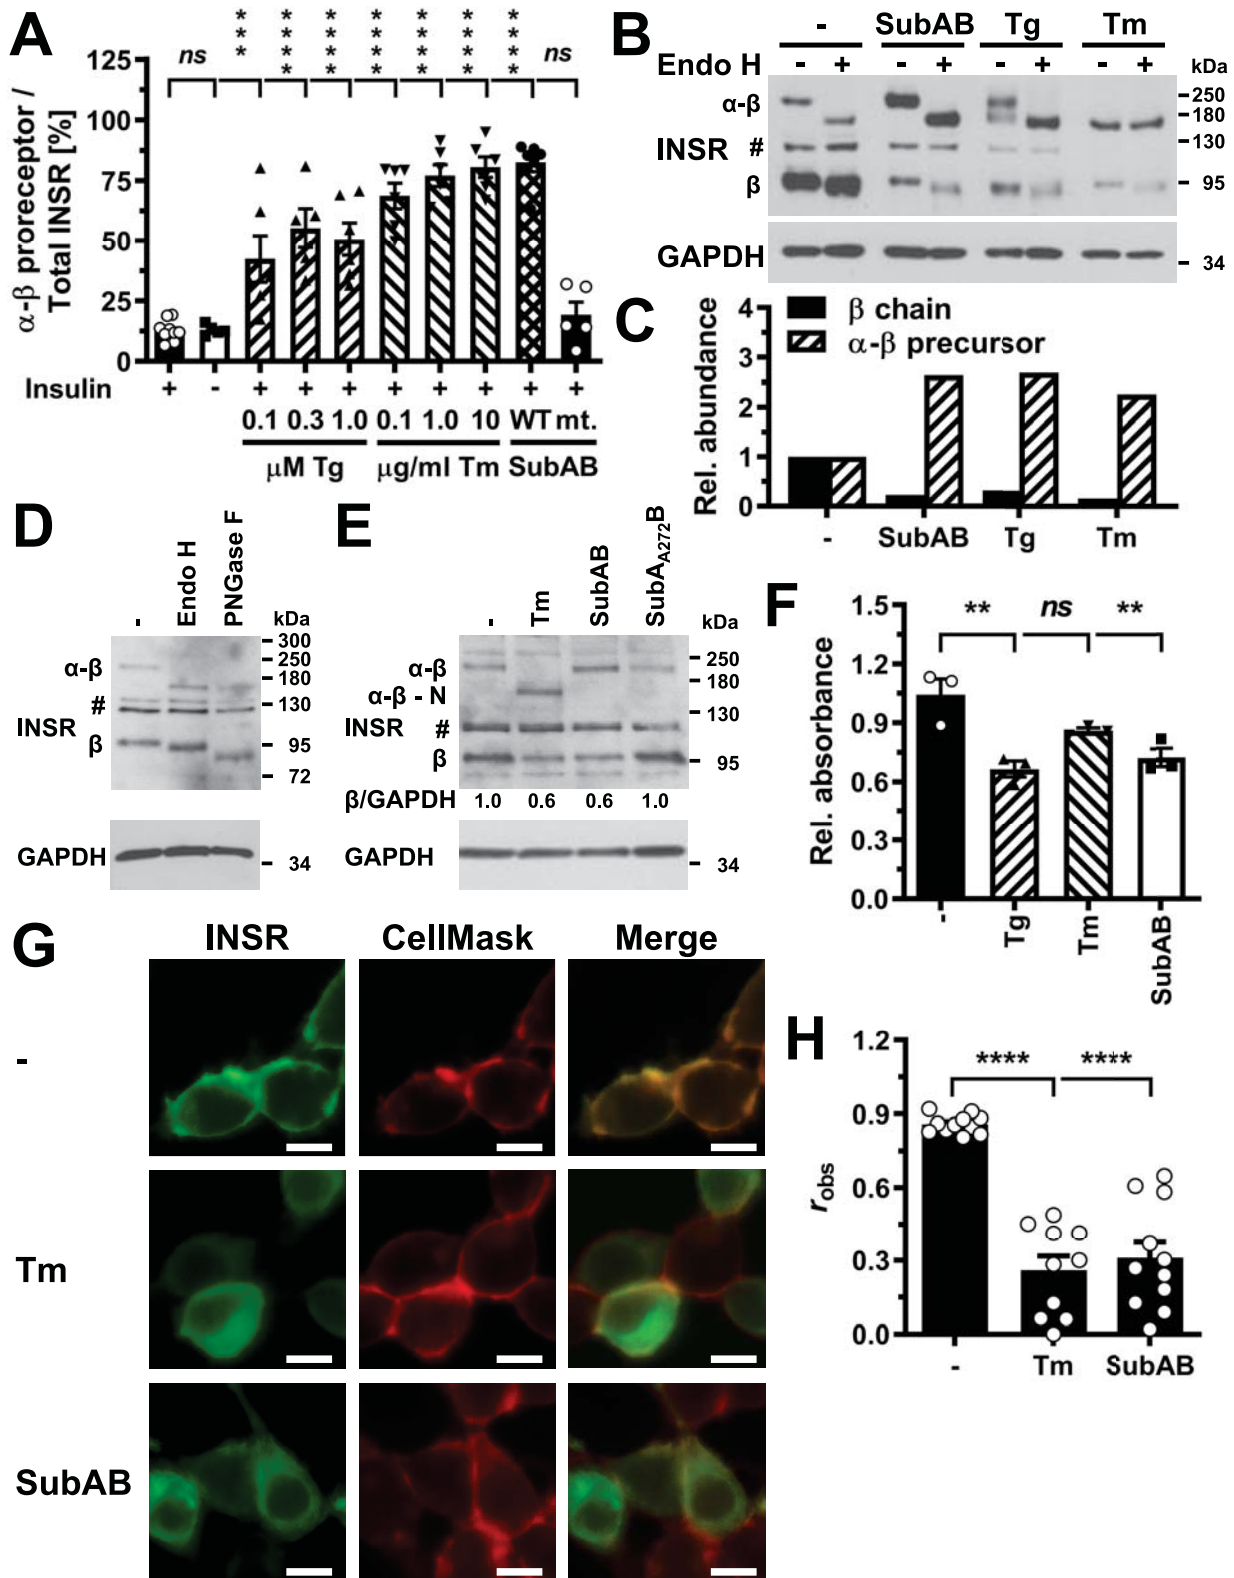 A
ns
***
****
****
****
****
****
****
ns
α-β proreceptor /
Total INSR [%]
125
100
75
50
25
0
Insulin + - + + + + + + + +
0.1 0.3 1.0 0.1 1.0 10 WT mt.
μM Tg μg/ml Tm SubAB
B
- SubAB Tg Tm
Endo H - + - + - + - + kDa
α-β
INSR #
β
250
180
130
95
GAPDH
34
C
β chain
α-β precursor
Rel. abundance
4
3
2
1
0
- SubAB Tg Tm
D
- Endo H PNGase F
kDa
300
250
180
130
95
72
α-β
#
INSR
β
GAPDH
34
E
- Tm SubAB SubAA272B
kDa
250
180
130
95
α-β
α-β - N
INSR #
β
β/GAPDH 1.0 0.6 0.6 1.0
GAPDH
34
F
** ns **
Rel. absorbance
1.5
1.2
0.9
0.6
0.3
0.0
- Tg Tm SubAB
G
INSR CellMask Merge
-
Tm
SubAB
H
**** ****
robs
1.2
0.9
0.6
0.3
0.0
- Tm SubAB